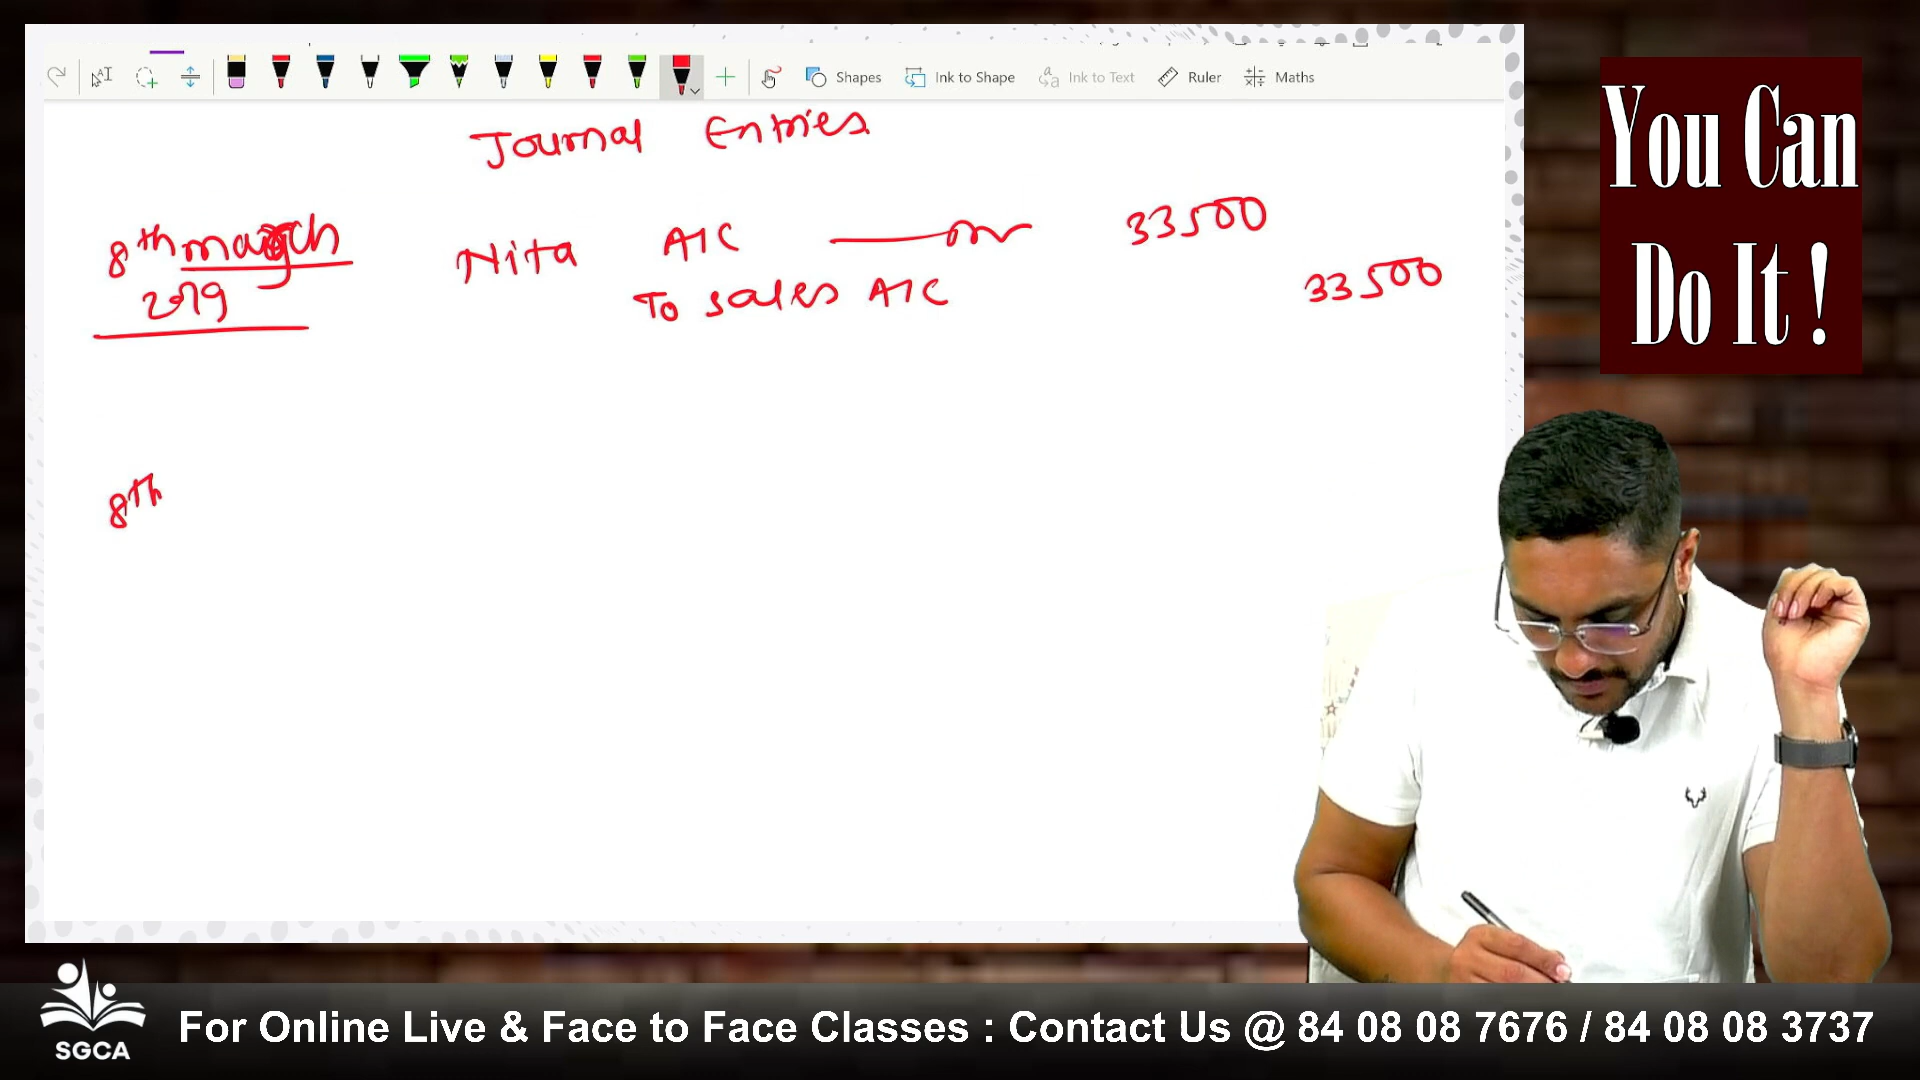 Shapes Ink to Shape Ink to Text Ruler Maths
Journal Entries
8th march Nita A/C Dr 33500
2019 To sales A/C 33500
8th
You Can
Do It !
SGCA
For Online Live & Face to Face Classes : Contact Us @ 84 08 08 7676 / 84 08 08 3737